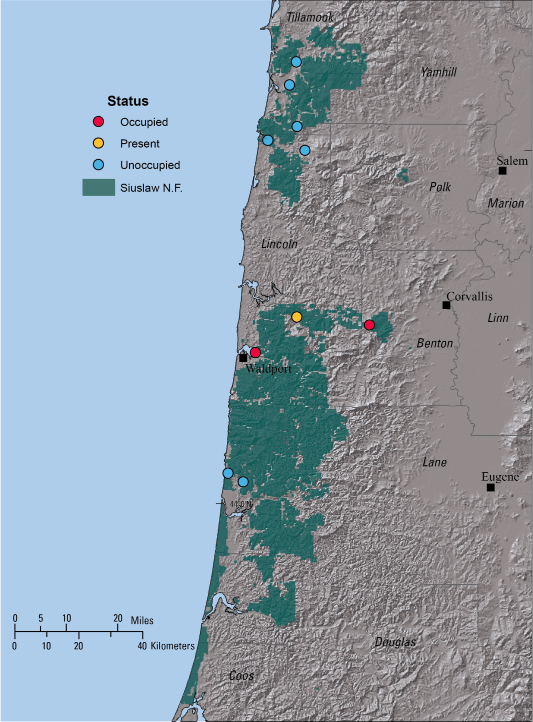 Tillamook
Yamhill
Status
Occupied
Present
Unoccupied
Siuslaw N.F.
Salem
Polk
Marion
Lincoln
Corvallis
Linn
Benton
Waldport
Lane
Eugene
0 5 10 20 Miles
0 10 20 40 Kilometers
Douglas
Coos